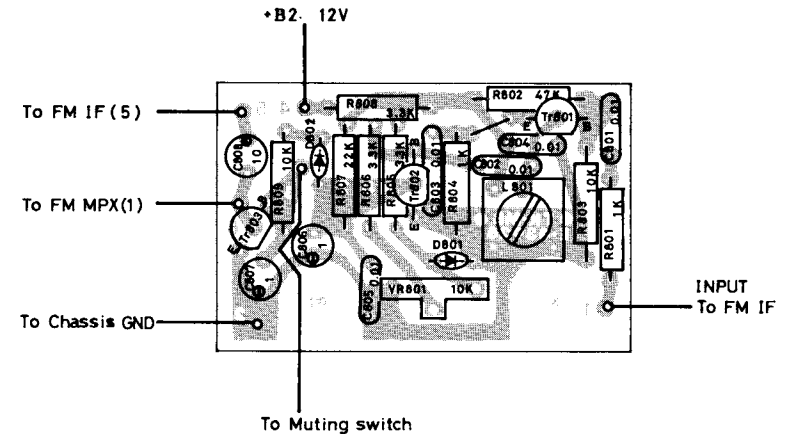 +B2. 12V
To FM IF (5)
To FM MPX(1)
To Chassis GND
To Muting switch
INPUT
To FM IF
R808 3.3K
R802 47K
Tr801
E
B
C801 0.01
C804 0.01
C802 0.01
D802
C808 10
R809 10K
R807 22K
R806 3.3K
R805 3.3K
B
Tr802
E
C803 0.01
R804 1K
L801
R803 10K
R801 1K
B
Tr803
E
C806 1
C807 1
D801
C805 0.01
VR801 10K